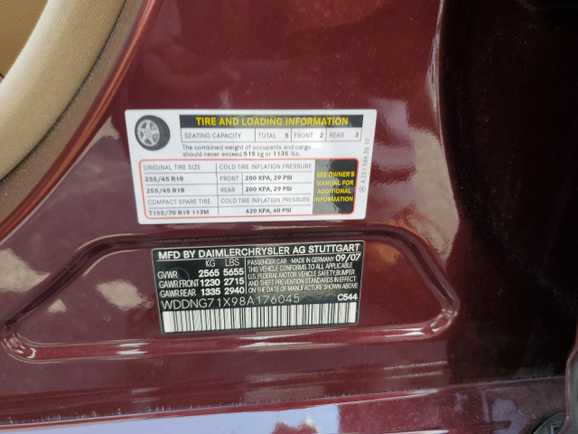 TIRE AND LOADING INFORMATION
SEATING CAPACITY TOTAL 5 FRONT 2 REAR 3
The combined weight of occupants and cargo
should never exceed 515 kg or 1135 lbs.
ORIGINAL TIRE SIZE COLD TIRE INFLATION PRESSURE
255/45 R18 FRONT 200 KPA, 29 PSI
255/45 R18 REAR 200 KPA, 29 PSI
COMPACT SPARE TIRE COLD TIRE INFLATION PRESSURE
T155/70 R19 113M 420 KPA, 60 PSI
SEE OWNER'S
MANUAL FOR
ADDITIONAL
INFORMATION
MFD BY DAIMLERCHRYSLER AG STUTTGART
KG LBS MADE IN GERMANY 09/07
GVWR 2565 5655
GAWR FRONT 1230 2715
GAWR REAR 1335 2940
THIS VEHICLE CONFORMS TO ALL APPLICABLE
U.S. FEDERAL MOTOR VEHICLE SAFETY, BUMPER,
AND THEFT PREVENTION STANDARDS IN EFFECT
ON THE DATE OF MANUFACTURE SHOWN ABOVE
WDDNG71X98A176045
C544